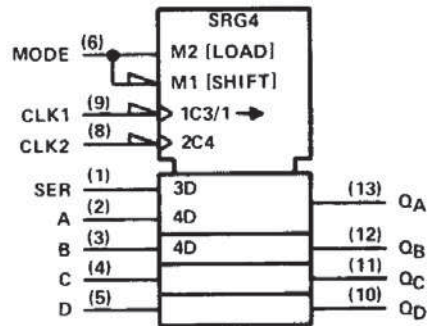 SRG4
MODE (6) M2 [LOAD]
M1 [SHIFT]
CLK1 (9) 1C3/1 →
CLK2 (8) 2C4
SER (1) 3D (13) QA
A (2) 4D
B (3) 4D (12) QB
C (4) (11) QC
D (5) (10) QD